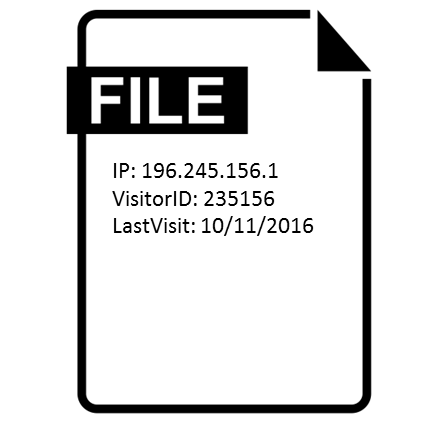 FILE
IP: 196.245.156.1
VisitorID: 235156
LastVisit: 10/11/2016